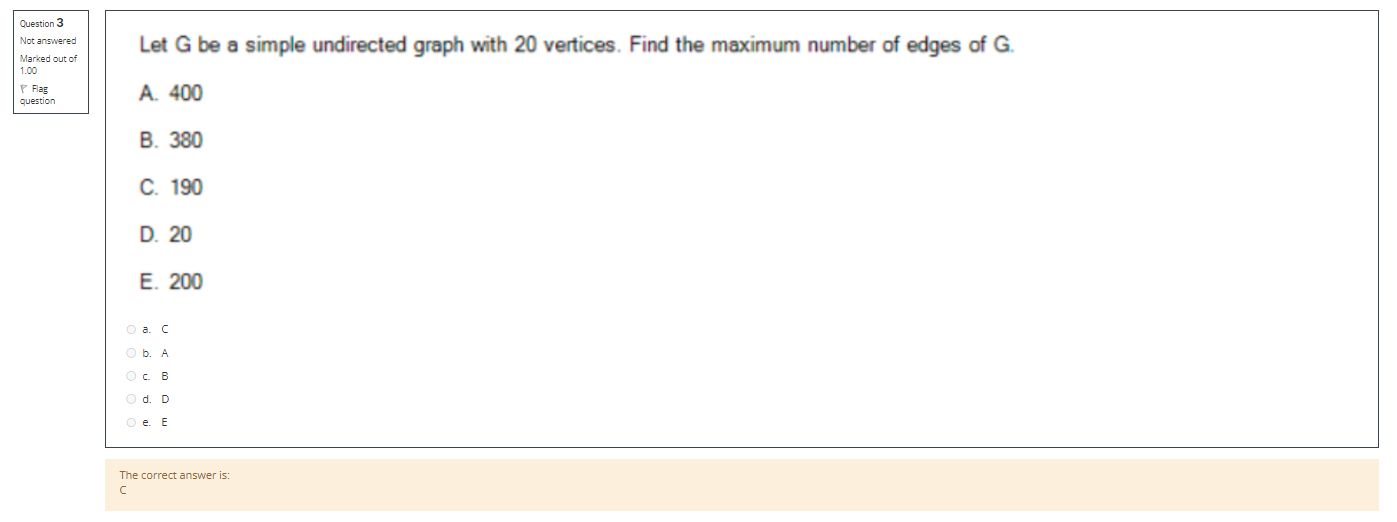 Question 3
Not answered
Marked out of
1.00
Flag
question
Let G be a simple undirected graph with 20 vertices. Find the maximum number of edges of G.
A. 400
B. 380
C. 190
D. 20
E. 200
a. C
b. A
c. B
d. D
e. E
The correct answer is:
C